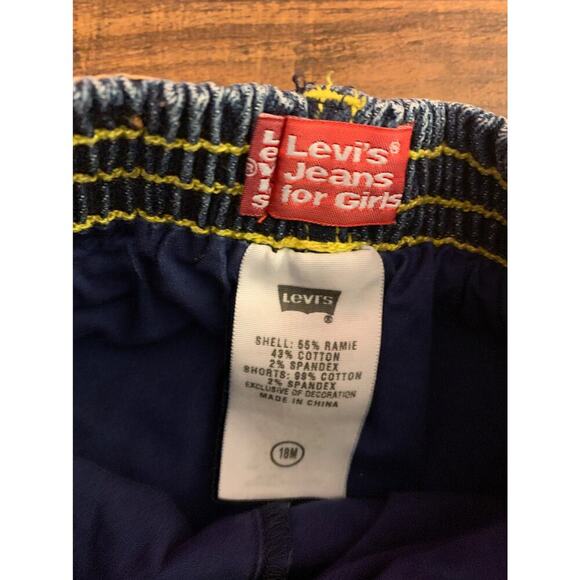 Levi's
Levi's®
Jeans
for Girls
Levi's
®
SHELL: 55% RAMIE
43% COTTON
2% SPANDEX
SHORTS: 98% COTTON
2% SPANDEX
EXCLUSIVE OF DECORATION
MADE IN CHINA
18M